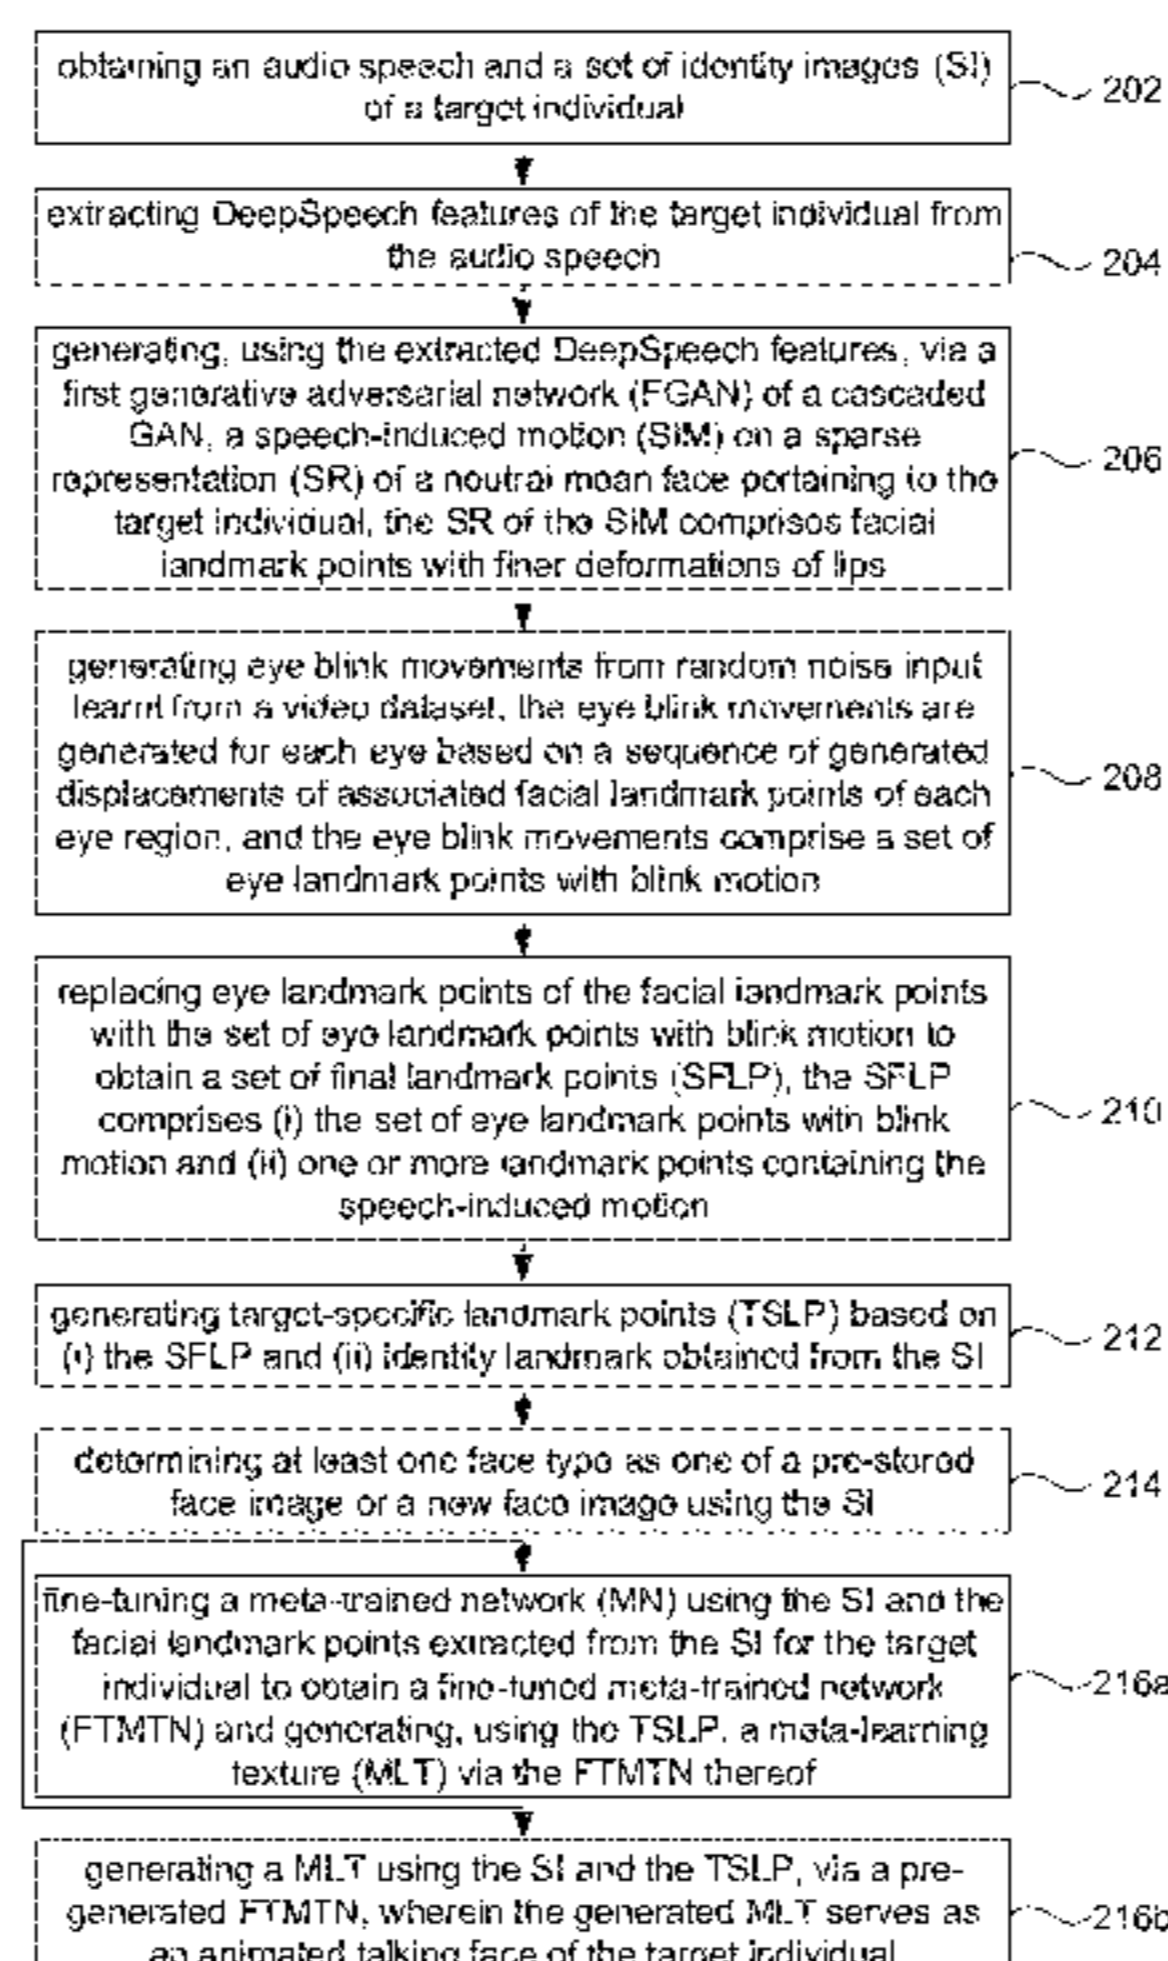 obtaining an audio speech and a set of identity images (SI)
of a target individual
202
extracting DeepSpeech features of the target individual from
the audio speech
204
generating, using the extracted DeepSpeech features, via a
first generative adversarial network (FGAN) of a cascaded
GAN, a speech-induced motion (SIM) on a sparse
representation (SR) of a neutral mean face pertaining to the
target individual, the SR of the SIM comprises facial
landmark points with finer deformations of lips
206
generating eye blink movements from random noise input
learnt from a video dataset, the eye blink movements are
generated for each eye based on a sequence of generated
displacements of associated facial landmark points of each
eye region, and the eye blink movements comprise a set of
eye landmark points with blink motion
208
replacing eye landmark points of the facial landmark points
with the set of eye landmark points with blink motion to
obtain a set of final landmark points (SFLP), the SFLP
comprises (i) the set of eye landmark points with blink
motion and (ii) one or more landmark points containing the
speech-induced motion
210
generating target-specific landmark points (TSLP) based on
(i) the SFLP and (ii) identity landmark obtained from the SI
212
determining at least one face type as one of a pre-stored
face image or a new face image using the SI
214
fine-tuning a meta-trained network (MN) using the SI and the
facial landmark points extracted from the SI for the target
individual to obtain a fine-tuned meta-trained network
(FTMTN) and generating, using the TSLP, a meta-learning
texture (MLT) via the FTMTN thereof
216a
generating a MLT using the SI and the TSLP, via a pre-
generated FTMTN, wherein the generated MLT serves as
an animated talking face of the target individual
216b